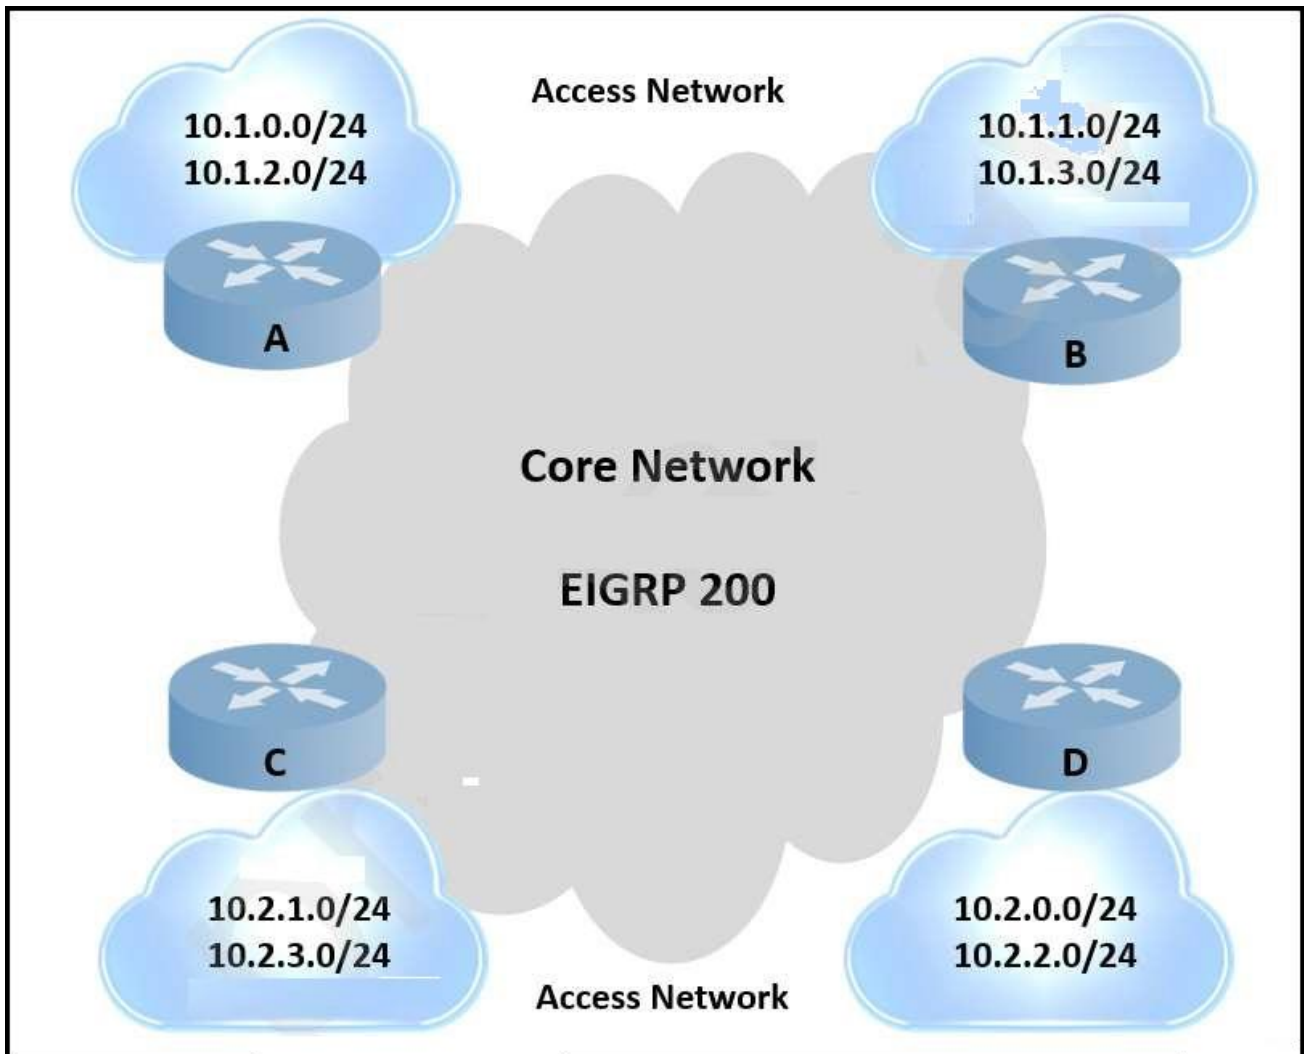 Access Network
10.1.0.0/24
10.1.2.0/24
10.1.1.0/24
10.1.3.0/24
A
B
Core Network
EIGRP 200
C
D
10.2.1.0/24
10.2.3.0/24
10.2.0.0/24
10.2.2.0/24
Access Network